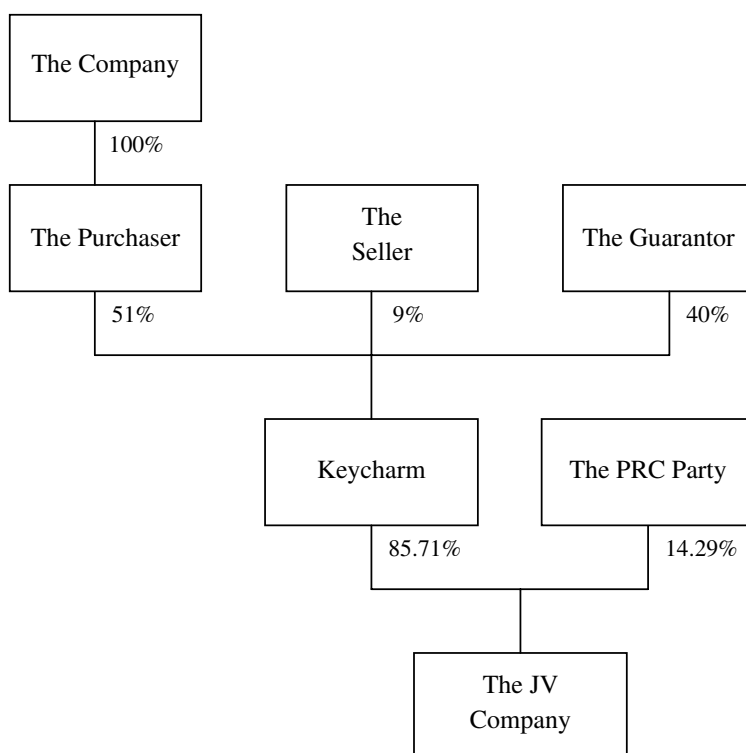 The Company
100%
The Purchaser
The
Seller
The Guarantor
51%
9%
40%
Keycharm
The PRC Party
85.71%
14.29%
The JV
Company